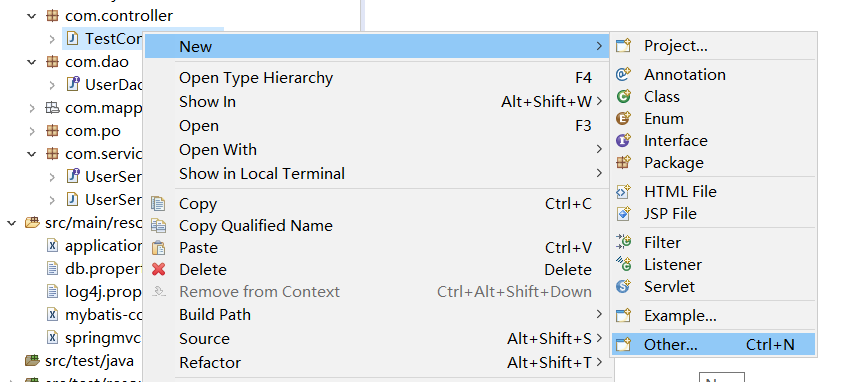 com.controller
TestCon
com.dao
UserDac
com.mapp
com.po
com.servic
UserSer
UserSer
src/main/resc
application
db.propert
log4j.prop
mybatis-co
springmvc
src/test/java
New
Open Type Hierarchy F4
Show In Alt+Shift+W
Open F3
Open With
Show in Local Terminal
Copy Ctrl+C
Copy Qualified Name
Paste Ctrl+V
Delete Delete
Remove from Context Ctrl+Alt+Shift+Down
Build Path
Source Alt+Shift+S
Refactor Alt+Shift+T
Project...
Annotation
Class
Enum
Interface
Package
HTML File
JSP File
Filter
Listener
Servlet
Example...
Other... Ctrl+N